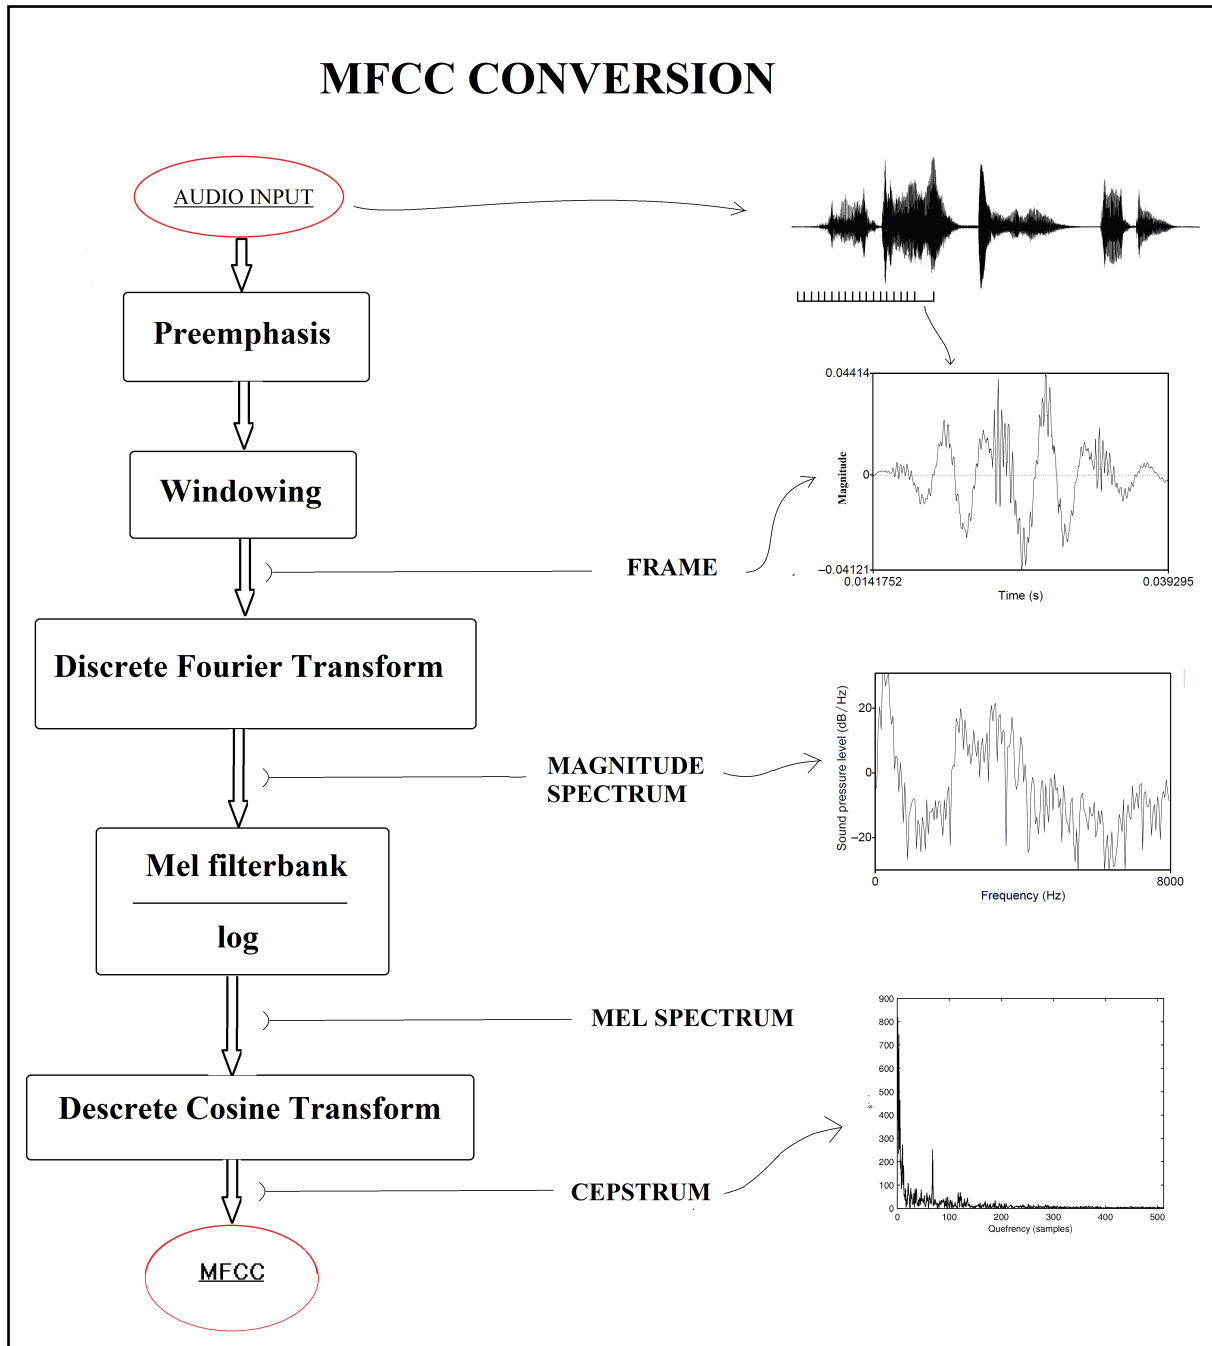 MFCC CONVERSION
AUDIO INPUT
Preemphasis
0.04414
Magnitude
0
Windowing
FRAME
−0.04121
0.0141752
0.039295
Time (s)
Discrete Fourier Transform
Sound pressure level (dB / Hz)
20
0
−20
MAGNITUDE
SPECTRUM
0
8000
Frequency (Hz)
Mel filterbank
log
MEL SPECTRUM
900
800
700
600
500
400
300
200
100
0
0
100
200
300
400
500
Quefrency (samples)
Descrete Cosine Transform
CEPSTRUM
MFCC